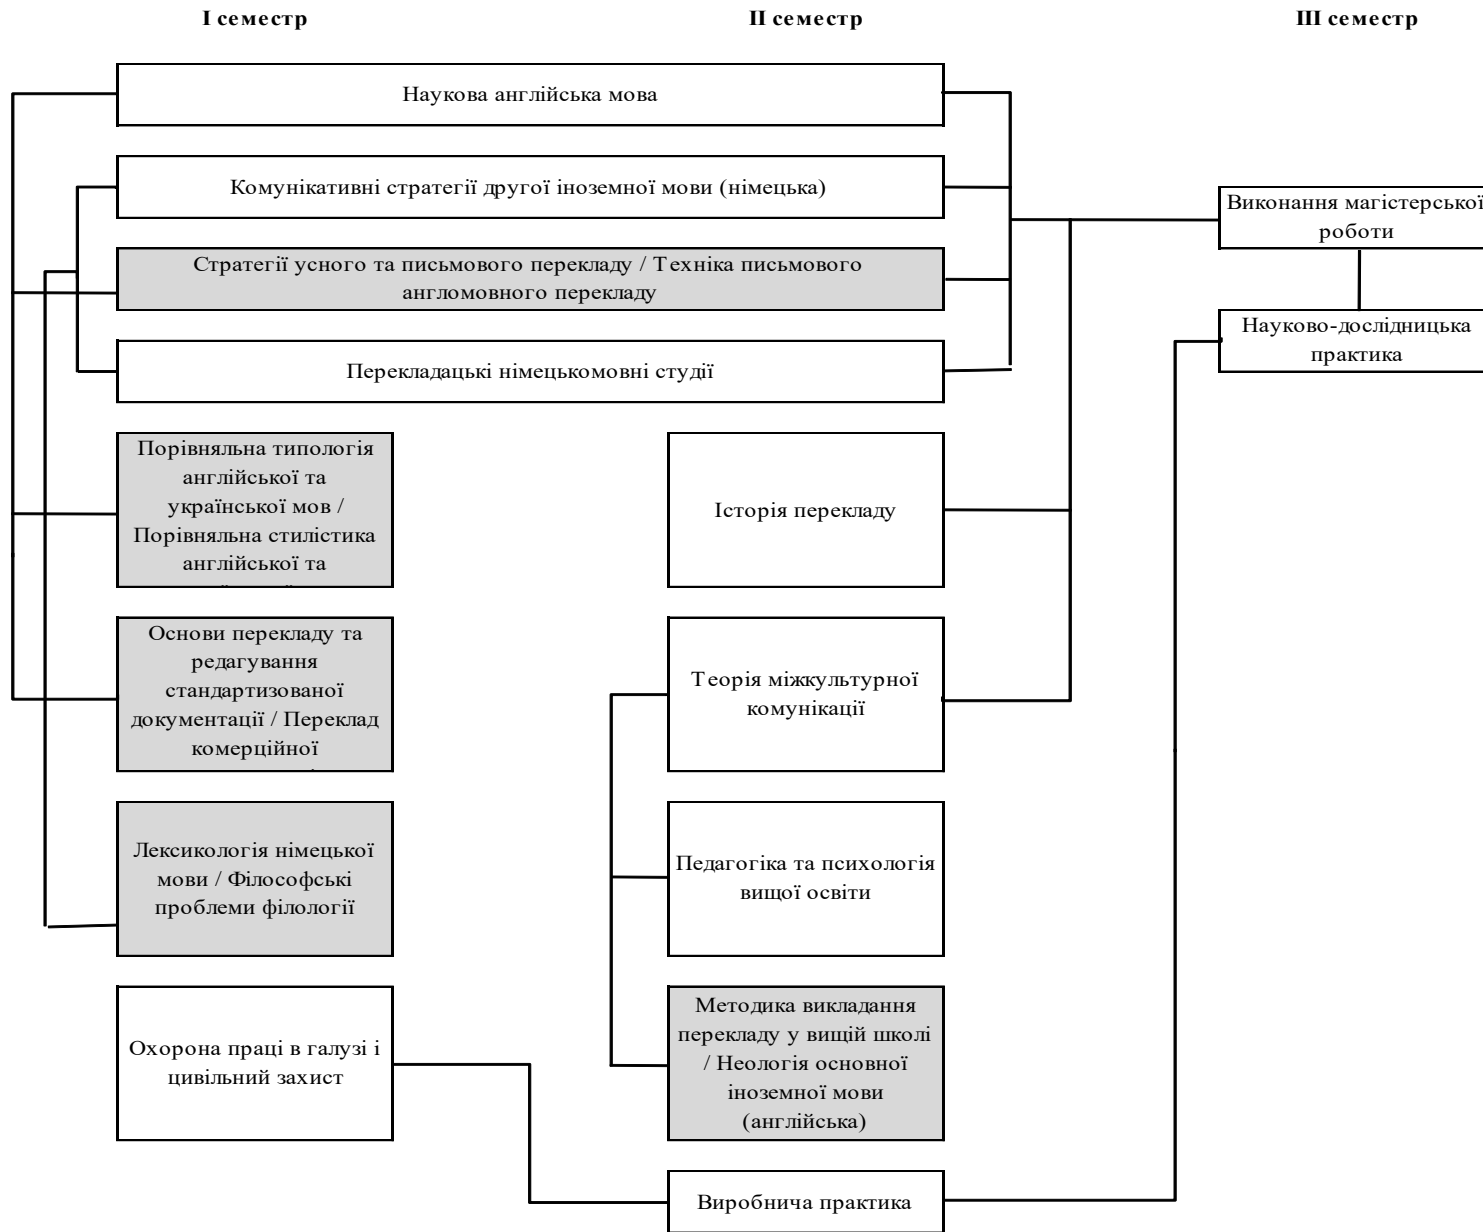 І семестр
ІІ семестр
ІІІ семестр
Наукова англійська мова
Комунікативні стратегії другої іноземної мови (німецька)
Стратегії усного та письмового перекладу / Техніка письмового
англомовного перекладу
Перекладацькі німецькомовні студії
Виконання магістерської
роботи
Науково-дослідницька
практика
Порівняльна типологія
англійської та
української мов /
Порівняльна стилістика
англійської та
Історія перекладу
Основи перекладу та
редагування
стандартизованої
документації / Переклад
комерційної
Теорія міжкультурної
комунікації
Лексикологія німецької
мови / Філософські
проблеми філології
Педагогіка та психологія
вищої освіти
Охорона праці в галузі і
цивільний захист
Методика викладання
перекладу у вищій школі
/ Неологія основної
іноземної мови
(англійська)
Виробнича практика